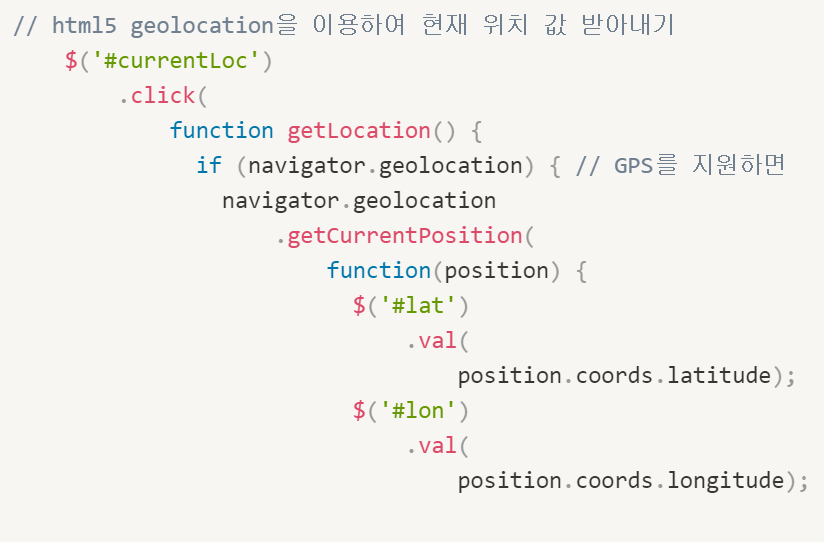 // html5 geolocation을 이용하여 현재 위치 값 받아내기
$('#currentLoc')
.click(
function getLocation() {
if (navigator.geolocation) { // GPS를 지원하면
navigator.geolocation
.getCurrentPosition(
function(position) {
$('#lat')
.val(
position.coords.latitude);
$('#lon')
.val(
position.coords.longitude);